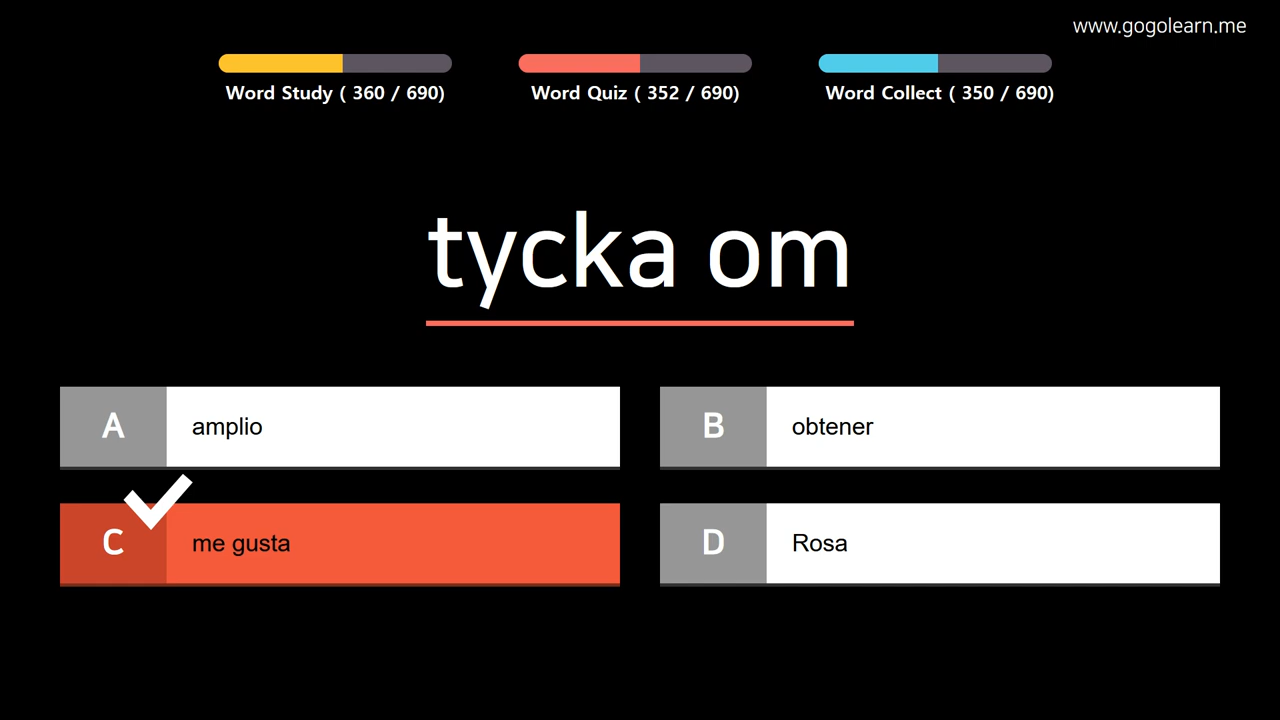 www.gogolearn.me
Word Study ( 360 / 690)
Word Quiz ( 352 / 690)
Word Collect ( 350 / 690)
tycka om
A
amplio
B
obtener
C
me gusta
D
Rosa